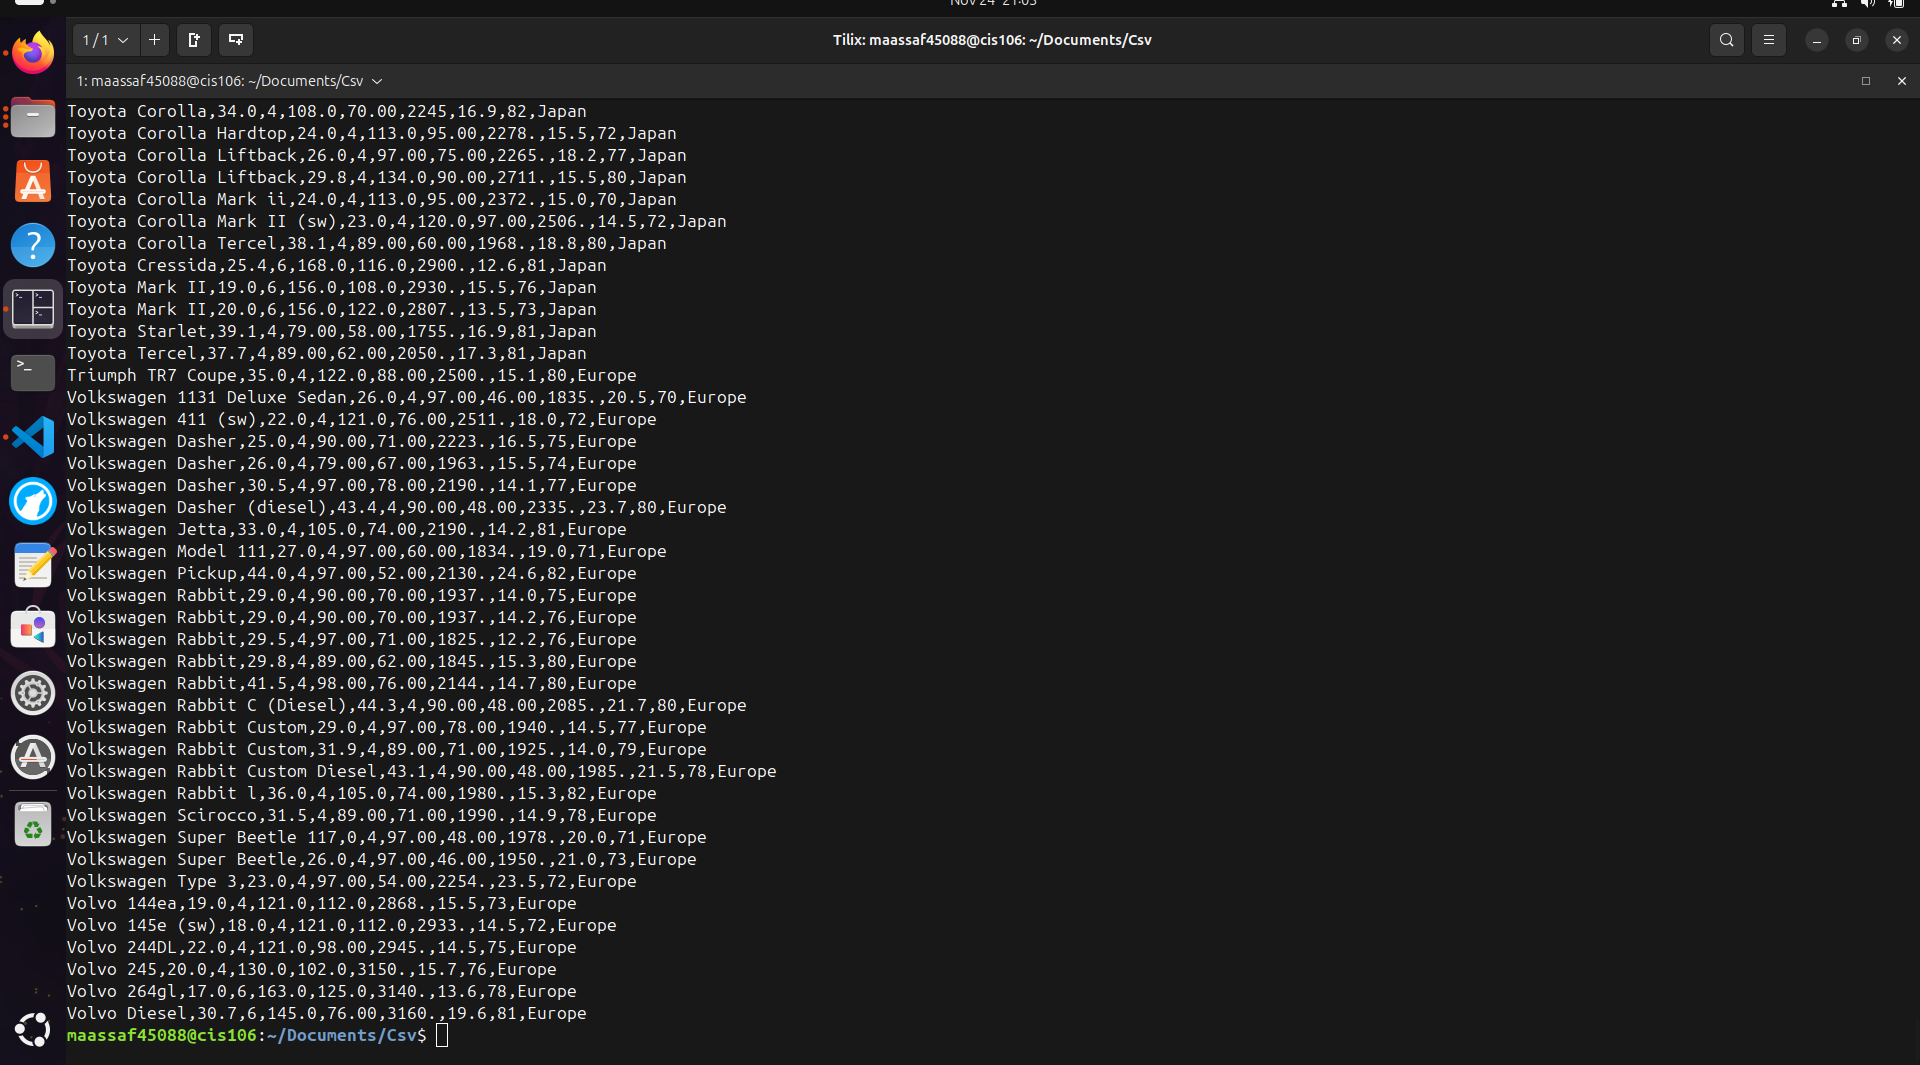 Nov 24 21:05
1 / 1
Tilix: maassaf45088@cis106: ~/Documents/Csv
1: maassaf45088@cis106: ~/Documents/Csv
Toyota Corolla,34.0,4,108.0,70.00,2245,16.9,82,Japan
Toyota Corolla Hardtop,24.0,4,113.0,95.00,2278.,15.5,72,Japan
Toyota Corolla Liftback,26.0,4,97.00,75.00,2265.,18.2,77,Japan
Toyota Corolla Liftback,29.8,4,134.0,90.00,2711.,15.5,80,Japan
Toyota Corolla Mark ii,24.0,4,113.0,95.00,2372.,15.0,70,Japan
Toyota Corolla Mark II (sw),23.0,4,120.0,97.00,2506.,14.5,72,Japan
Toyota Corolla Tercel,38.1,4,89.00,60.00,1968.,18.8,80,Japan
Toyota Cressida,25.4,6,168.0,116.0,2900.,12.6,81,Japan
Toyota Mark II,19.0,6,156.0,108.0,2930.,15.5,76,Japan
Toyota Mark II,20.0,6,156.0,122.0,2807.,13.5,73,Japan
Toyota Starlet,39.1,4,79.00,58.00,1755.,16.9,81,Japan
Toyota Tercel,37.7,4,89.00,62.00,2050.,17.3,81,Japan
Triumph TR7 Coupe,35.0,4,122.0,88.00,2500.,15.1,80,Europe
Volkswagen 1131 Deluxe Sedan,26.0,4,97.00,46.00,1835.,20.5,70,Europe
Volkswagen 411 (sw),22.0,4,121.0,76.00,2511.,18.0,72,Europe
Volkswagen Dasher,25.0,4,90.00,71.00,2223.,16.5,75,Europe
Volkswagen Dasher,26.0,4,79.00,67.00,1963.,15.5,74,Europe
Volkswagen Dasher,30.5,4,97.00,78.00,2190.,14.1,77,Europe
Volkswagen Dasher (diesel),43.4,4,90.00,48.00,2335.,23.7,80,Europe
Volkswagen Jetta,33.0,4,105.0,74.00,2190.,14.2,81,Europe
Volkswagen Model 111,27.0,4,97.00,60.00,1834.,19.0,71,Europe
Volkswagen Pickup,44.0,4,97.00,52.00,2130.,24.6,82,Europe
Volkswagen Rabbit,29.0,4,90.00,70.00,1937.,14.0,75,Europe
Volkswagen Rabbit,29.0,4,90.00,70.00,1937.,14.2,76,Europe
Volkswagen Rabbit,29.5,4,97.00,71.00,1825.,12.2,76,Europe
Volkswagen Rabbit,29.8,4,89.00,62.00,1845.,15.3,80,Europe
Volkswagen Rabbit,41.5,4,98.00,76.00,2144.,14.7,80,Europe
Volkswagen Rabbit C (Diesel),44.3,4,90.00,48.00,2085.,21.7,80,Europe
Volkswagen Rabbit Custom,29.0,4,97.00,78.00,1940.,14.5,77,Europe
Volkswagen Rabbit Custom,31.9,4,89.00,71.00,1925.,14.0,79,Europe
Volkswagen Rabbit Custom Diesel,43.1,4,90.00,48.00,1985.,21.5,78,Europe
Volkswagen Rabbit l,36.0,4,105.0,74.00,1980.,15.3,82,Europe
Volkswagen Scirocco,31.5,4,89.00,71.00,1990.,14.9,78,Europe
Volkswagen Super Beetle 117,0,4,97.00,48.00,1978.,20.0,71,Europe
Volkswagen Super Beetle,26.0,4,97.00,46.00,1950.,21.0,73,Europe
Volkswagen Type 3,23.0,4,97.00,54.00,2254.,23.5,72,Europe
Volvo 144ea,19.0,4,121.0,112.0,2868.,15.5,73,Europe
Volvo 145e (sw),18.0,4,121.0,112.0,2933.,14.5,72,Europe
Volvo 244DL,22.0,4,121.0,98.00,2945.,14.5,75,Europe
Volvo 245,20.0,4,130.0,102.0,3150.,15.7,76,Europe
Volvo 264gl,17.0,6,163.0,125.0,3140.,13.6,78,Europe
Volvo Diesel,30.7,6,145.0,76.00,3160.,19.6,81,Europe
maassaf45088@cis106:~/Documents/Csv$